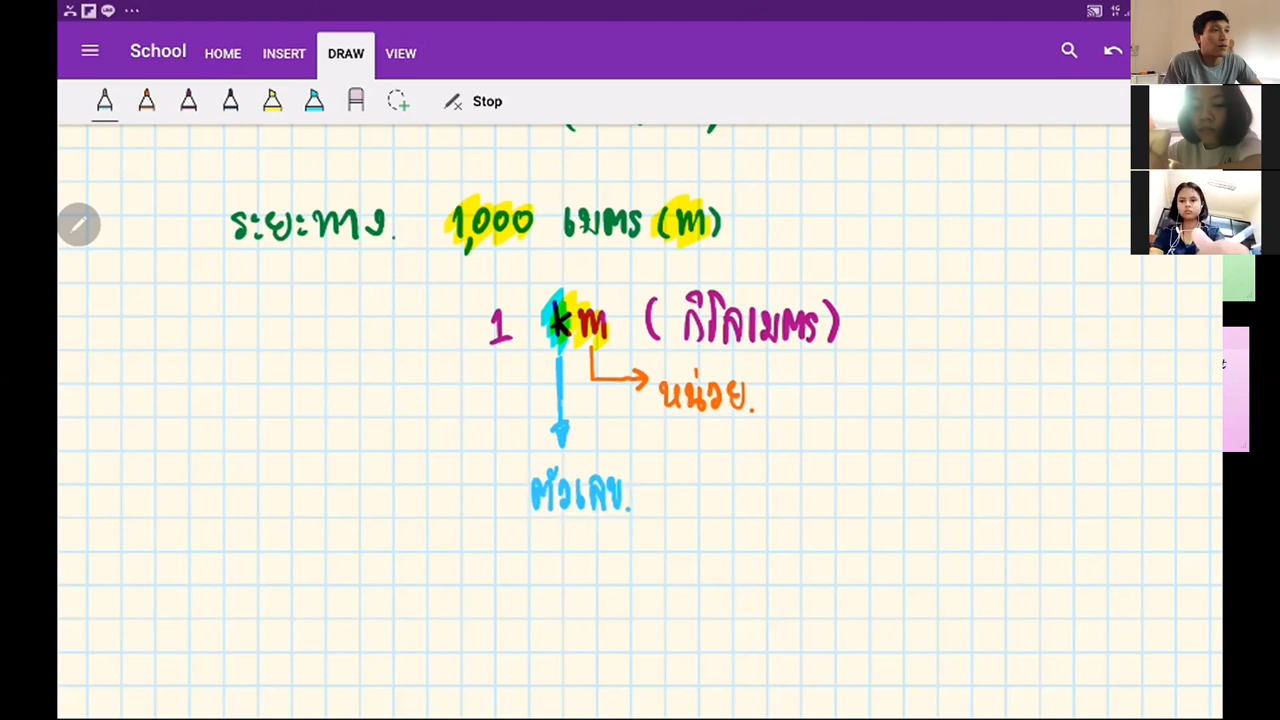 4G
School HOME INSERT DRAW VIEW
Stop
ระยะทาง. 1,000 เมตร (m)
1 km ( กิโลเมตร)
หน่วย.
ตัวเลข.
t